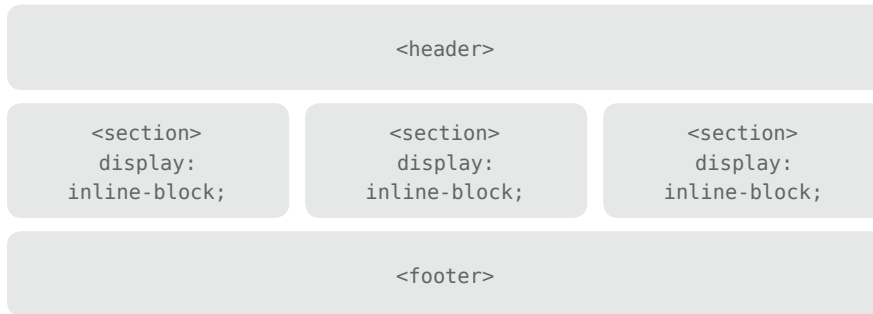 <header>
<section>
display:
inline-block;
<section>
display:
inline-block;
<section>
display:
inline-block;
<footer>